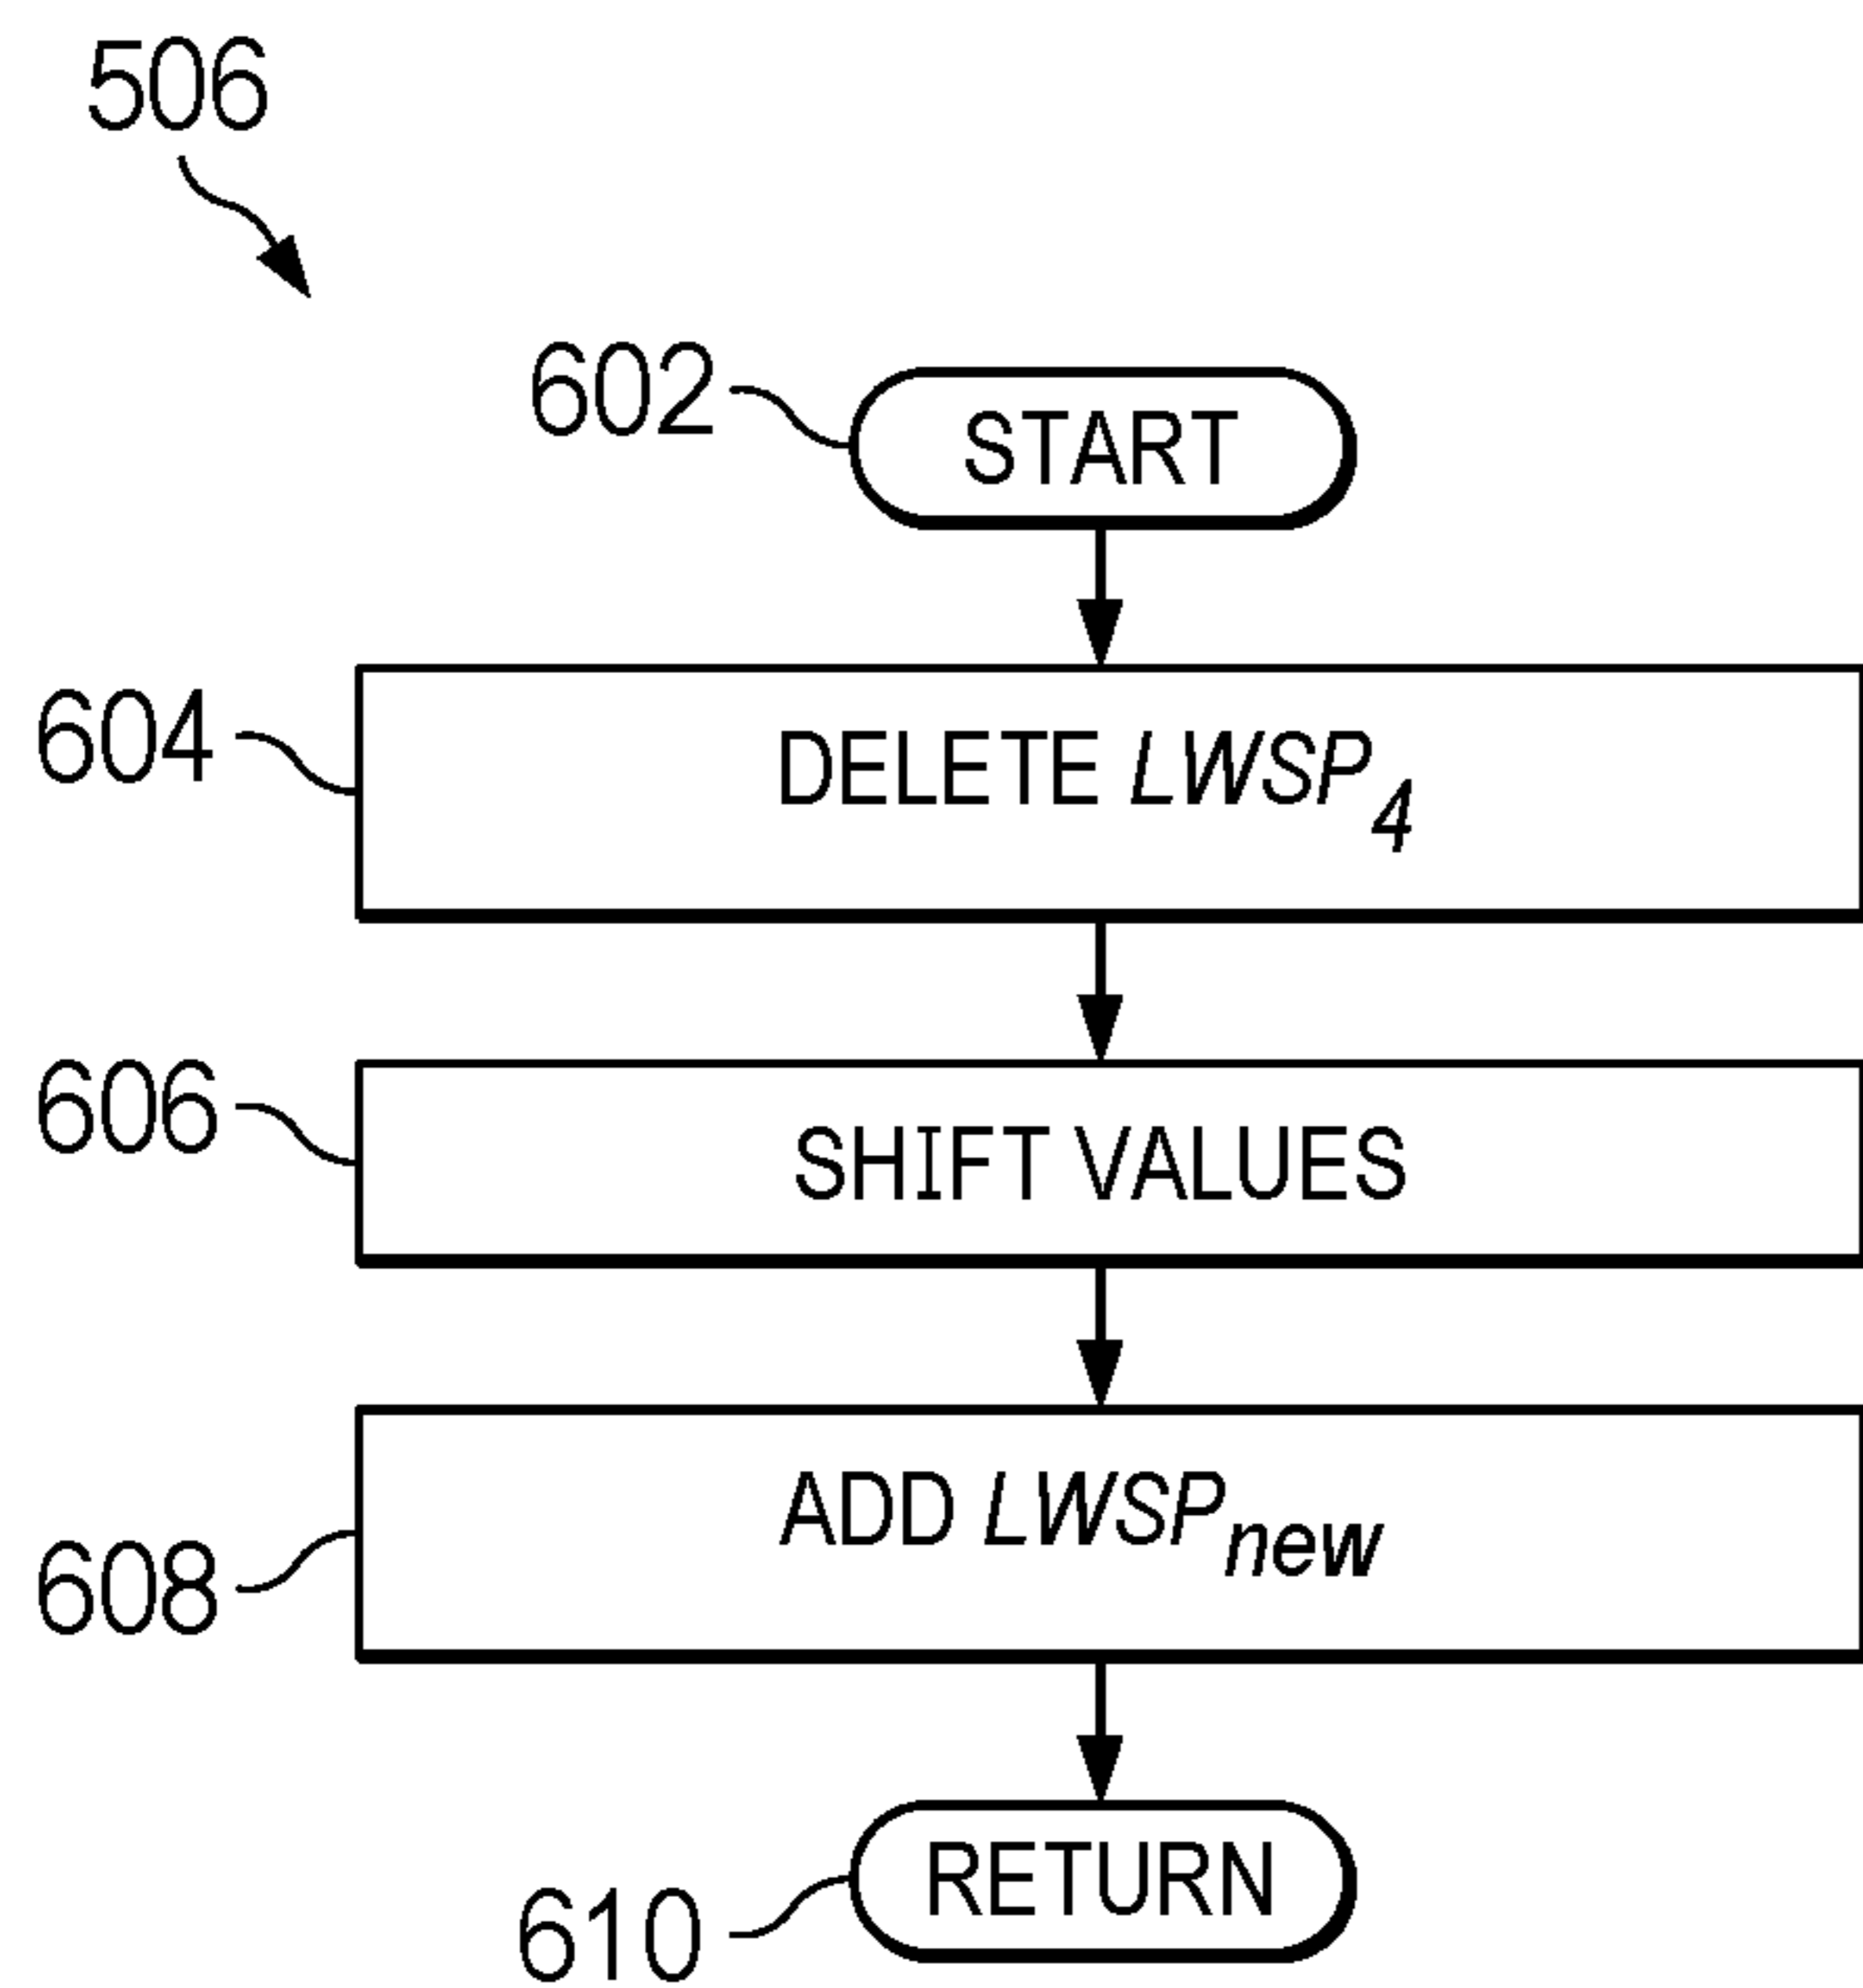 506
602 START
604 DELETE LWSP4
606 SHIFT VALUES
608 ADD LWSPnew
610 RETURN